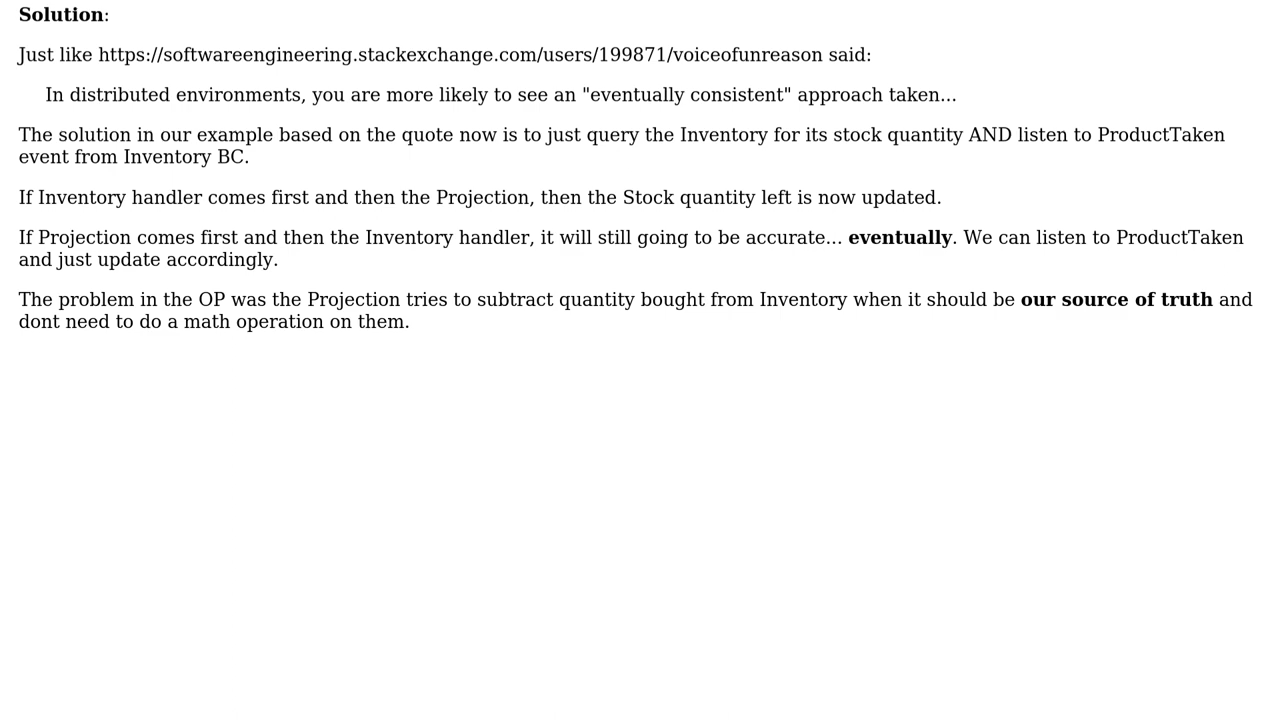 Solution:
Just like https://softwareengineering.stackexchange.com/users/199871/voiceofunreason said:
In distributed environments, you are more likely to see an "eventually consistent" approach taken...
The solution in our example based on the quote now is to just query the Inventory for its stock quantity AND listen to ProductTaken
event from Inventory BC.
If Inventory handler comes first and then the Projection, then the Stock quantity left is now updated.
If Projection comes first and then the Inventory handler, it will still going to be accurate... eventually. We can listen to ProductTaken
and just update accordingly.
The problem in the OP was the Projection tries to subtract quantity bought from Inventory when it should be our source of truth and
dont need to do a math operation on them.